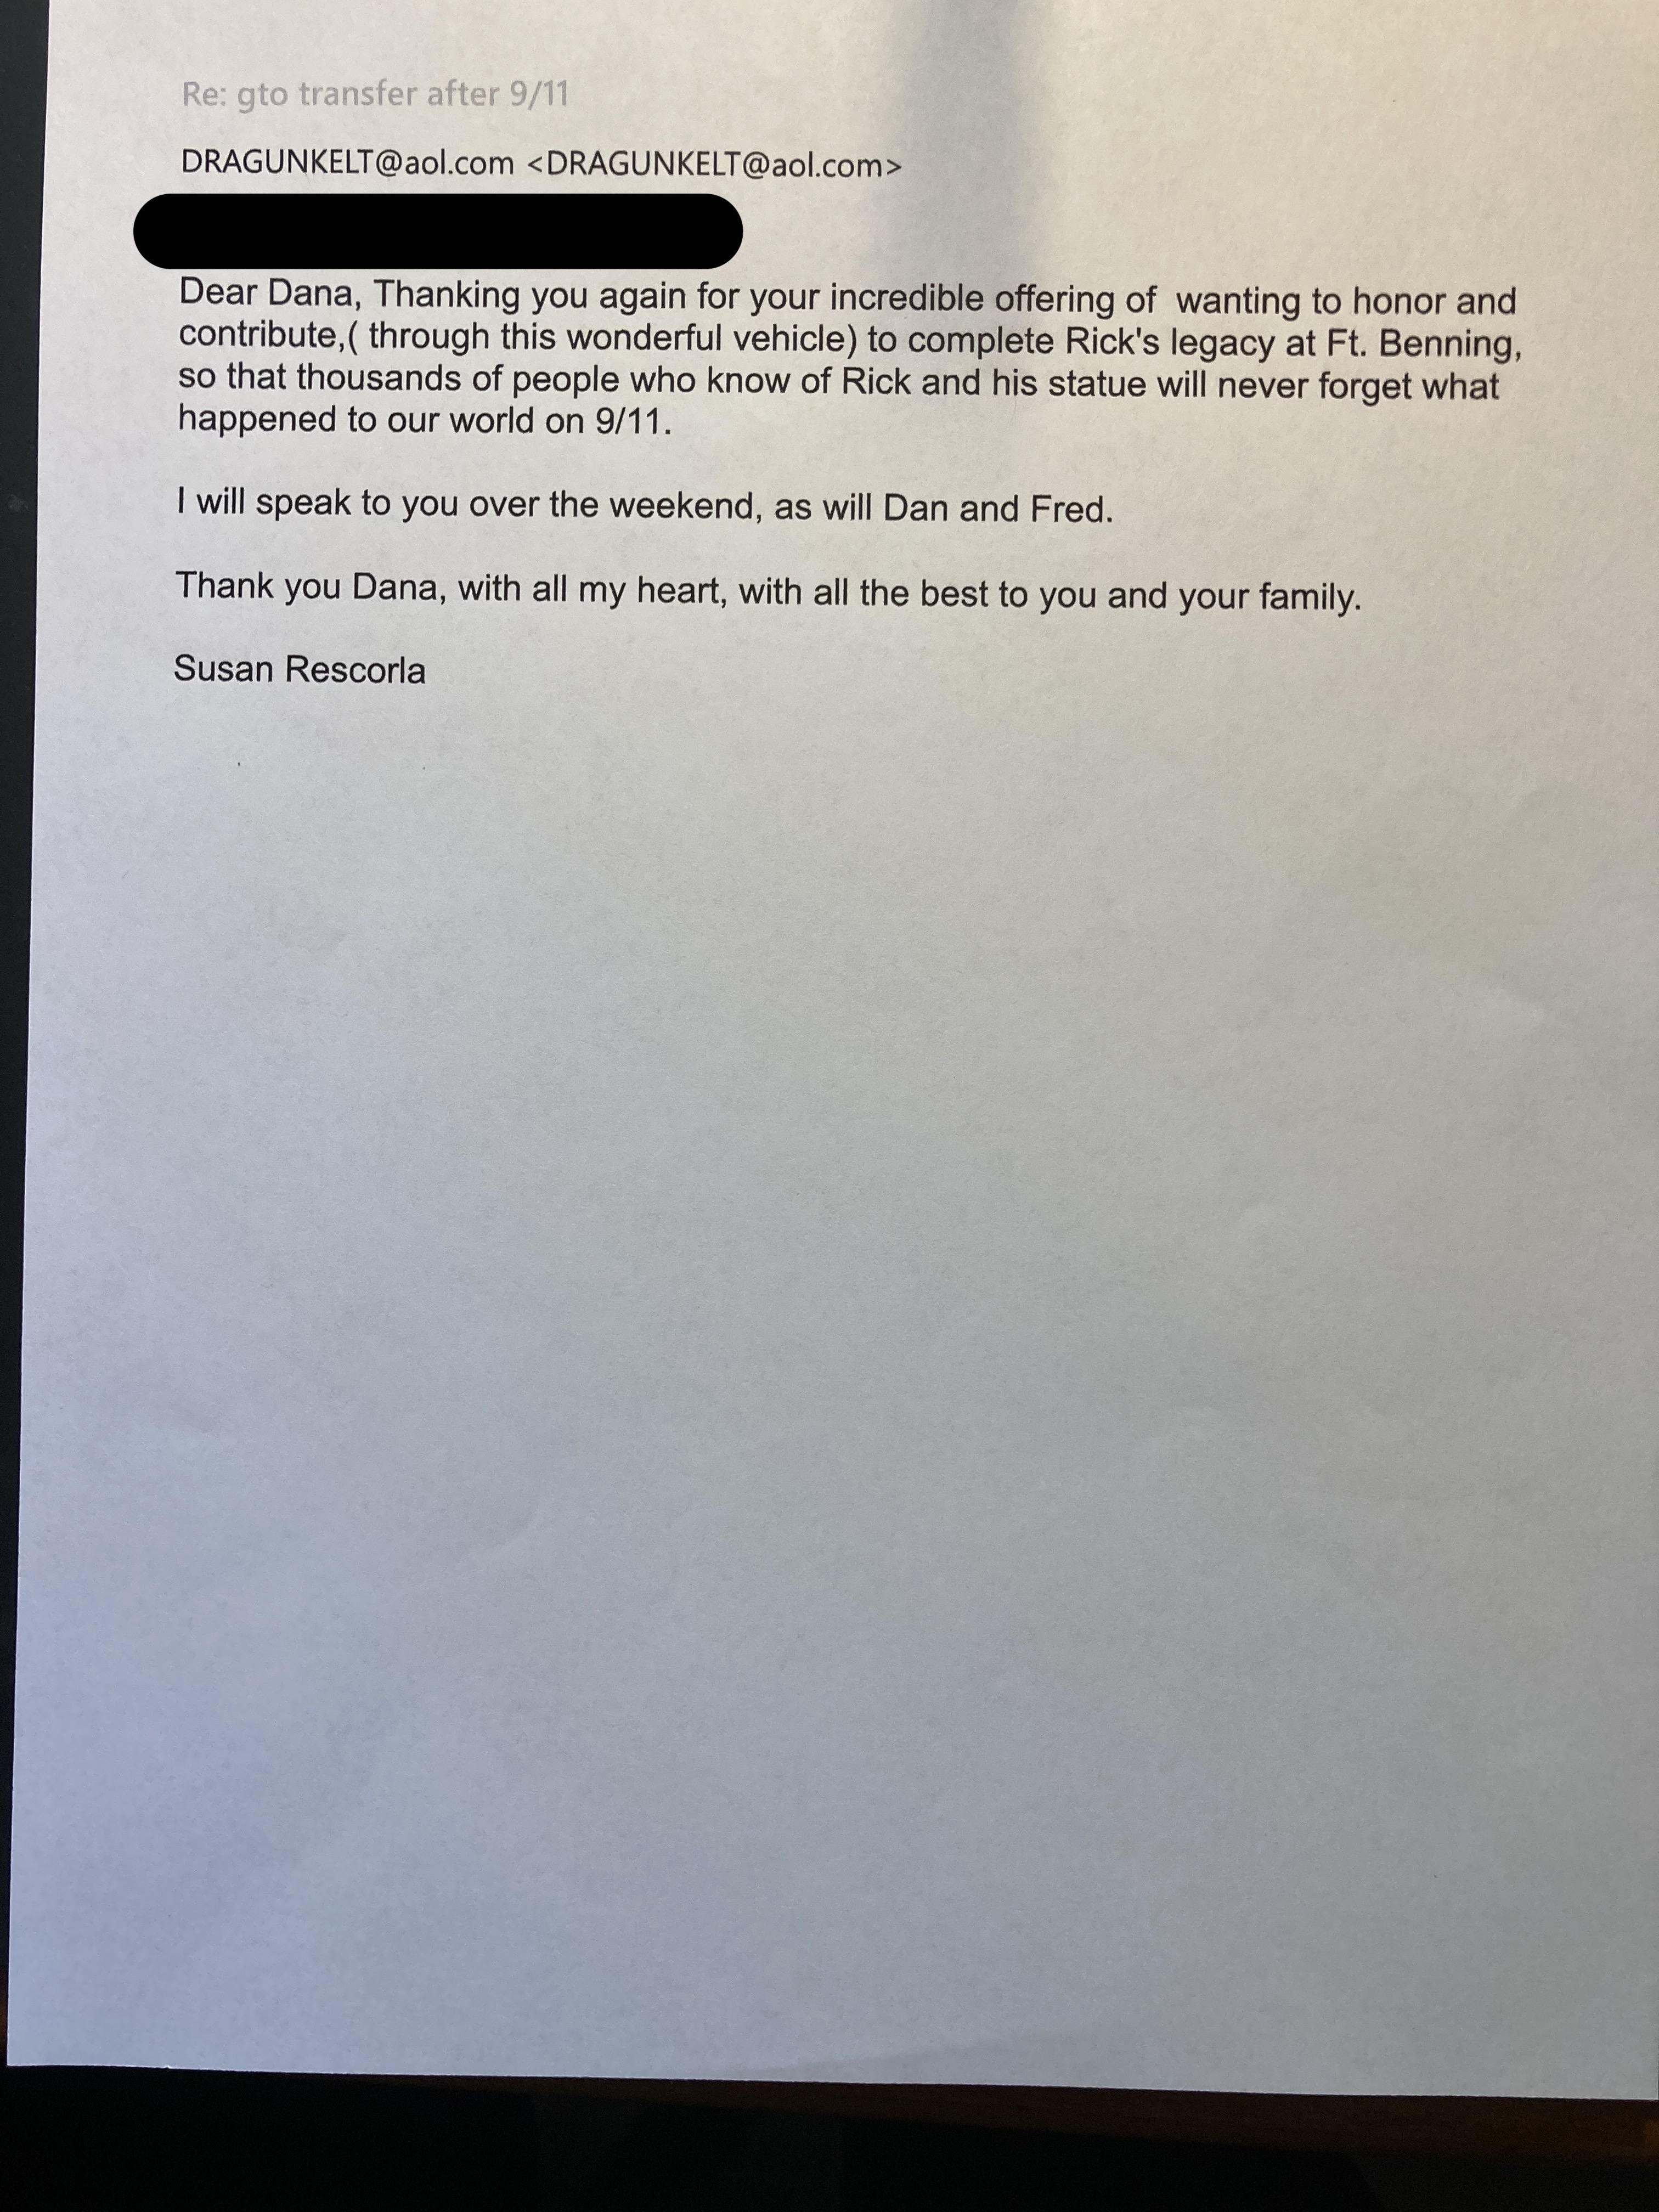 Re: gto transfer after 9/11
DRAGUNKELT@aol.com <DRAGUNKELT@aol.com>
Dear Dana, Thanking you again for your incredible offering of  wanting to honor and
contribute,( through this wonderful vehicle) to complete Rick's legacy at Ft. Benning,
so that thousands of people who know of Rick and his statue will never forget what
happened to our world on 9/11.
I will speak to you over the weekend, as will Dan and Fred.
Thank you Dana, with all my heart, with all the best to you and your family.
Susan Rescorla